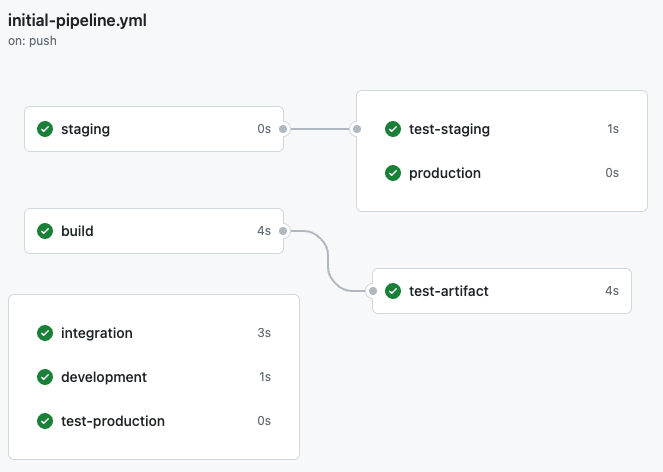 initial-pipeline.yml
on: push
staging 0s
test-staging 1s
production 0s
build 4s
test-artifact 4s
integration 3s
development 1s
test-production 0s